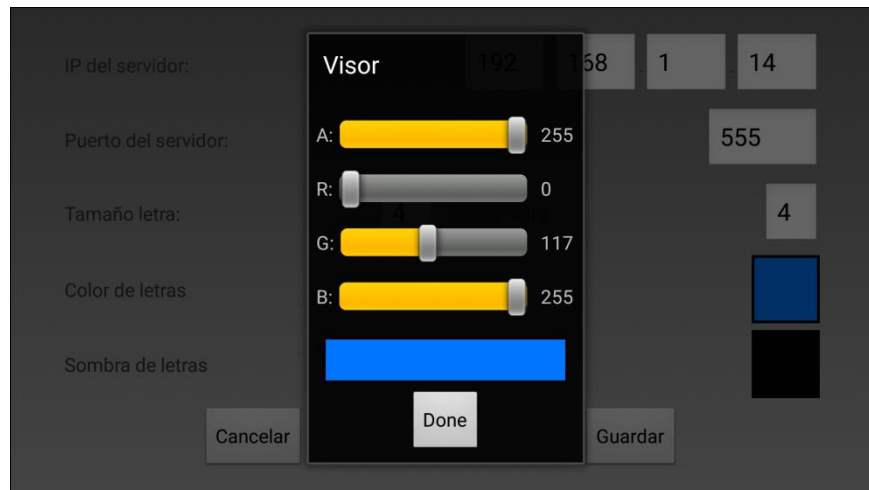 Visor
IP del servidor: 192 . 168 . 1 . 14
A: 255
Puerto del servidor: 555
R: 0
Tamaño letra: 4 4
G: 117
Color de letras
B: 255
Sombra de letras
Done
Cancelar Guardar